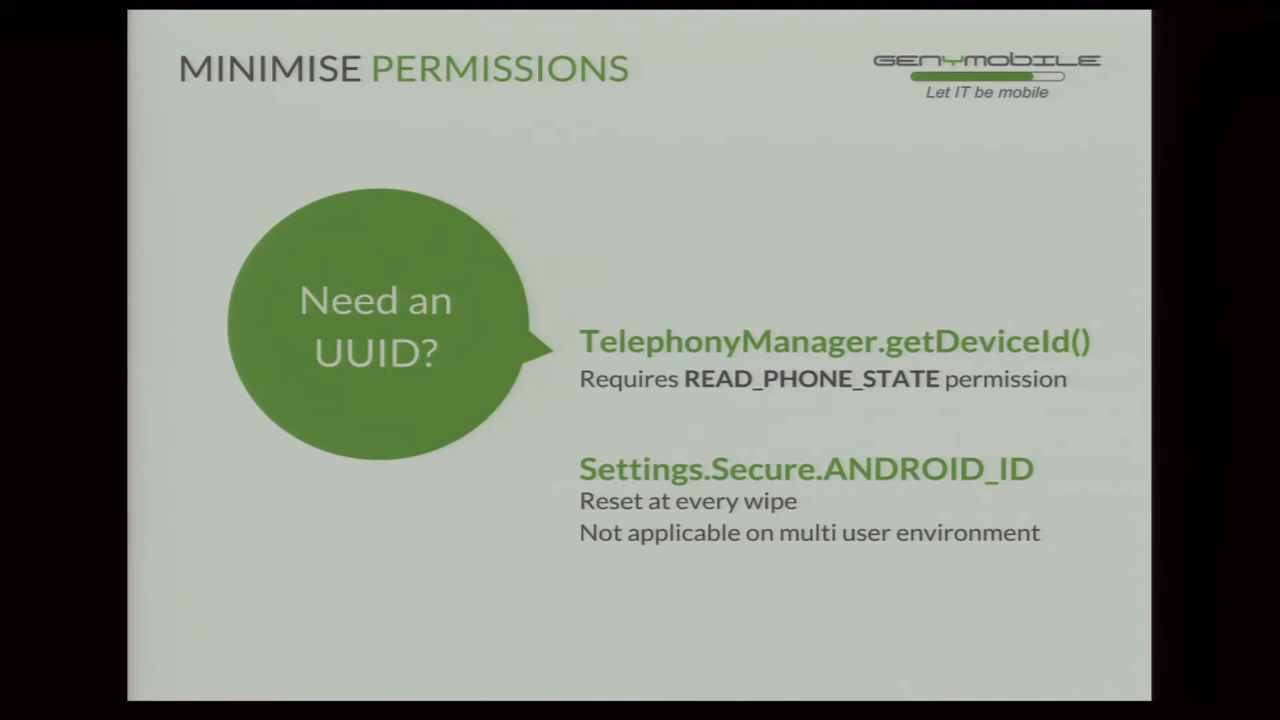 MINIMISE PERMISSIONS
GENYMOBILE
Let IT be mobile
Need an
UUID?
TelephonyManager.getDeviceId()
Requires READ_PHONE_STATE permission
Settings.Secure.ANDROID_ID
Reset at every wipe
Not applicable on multi user environment